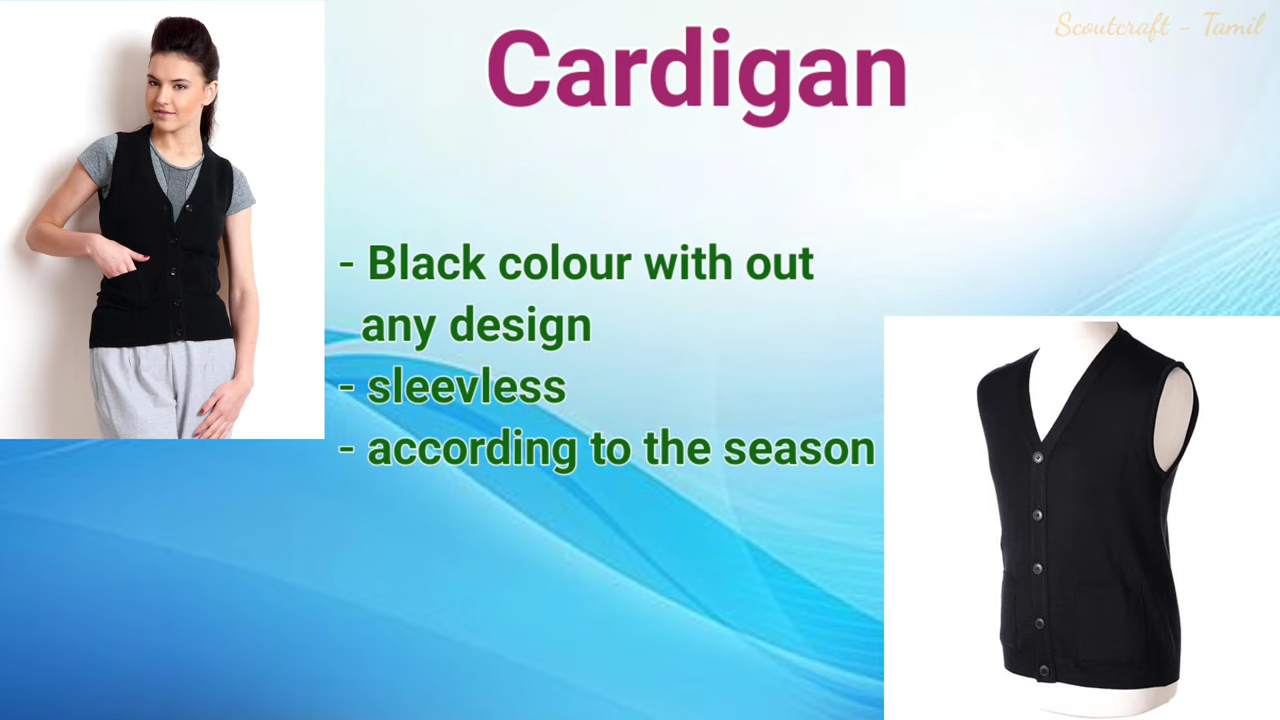 Scoutcraft - Tamil
Cardigan
- Black colour with out
any design
- sleevless
- according to the season